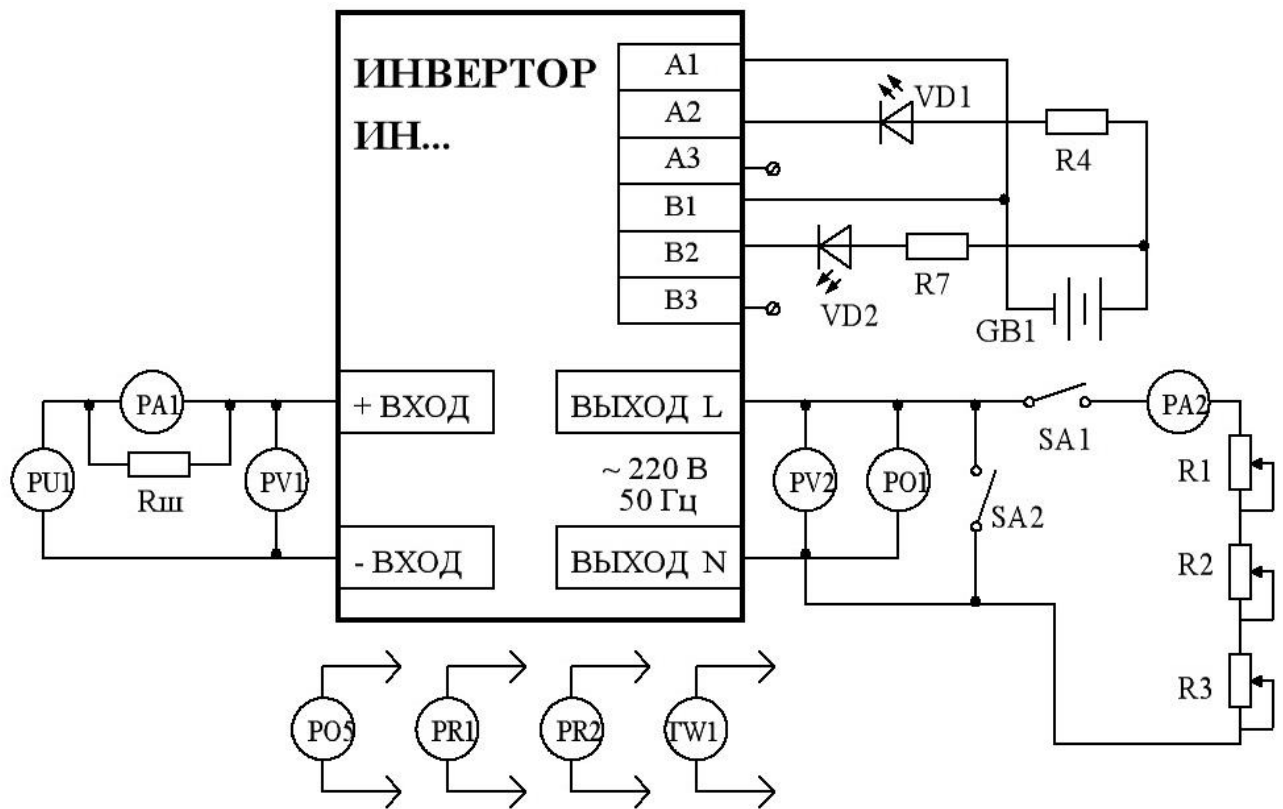 ИНВЕРТОР
ИН...
A1
A2
A3
B1
B2
B3
VD1
R4
VD2
R7
GB1
+ ВХОД
- ВХОД
ВЫХОД L
~ 220 В
50 Гц
ВЫХОД N
PA1
PU1
Rш
PV1
PV2
PO1
SA1
SA2
PA2
R1
R2
R3
PO5
PR1
PR2
TW1